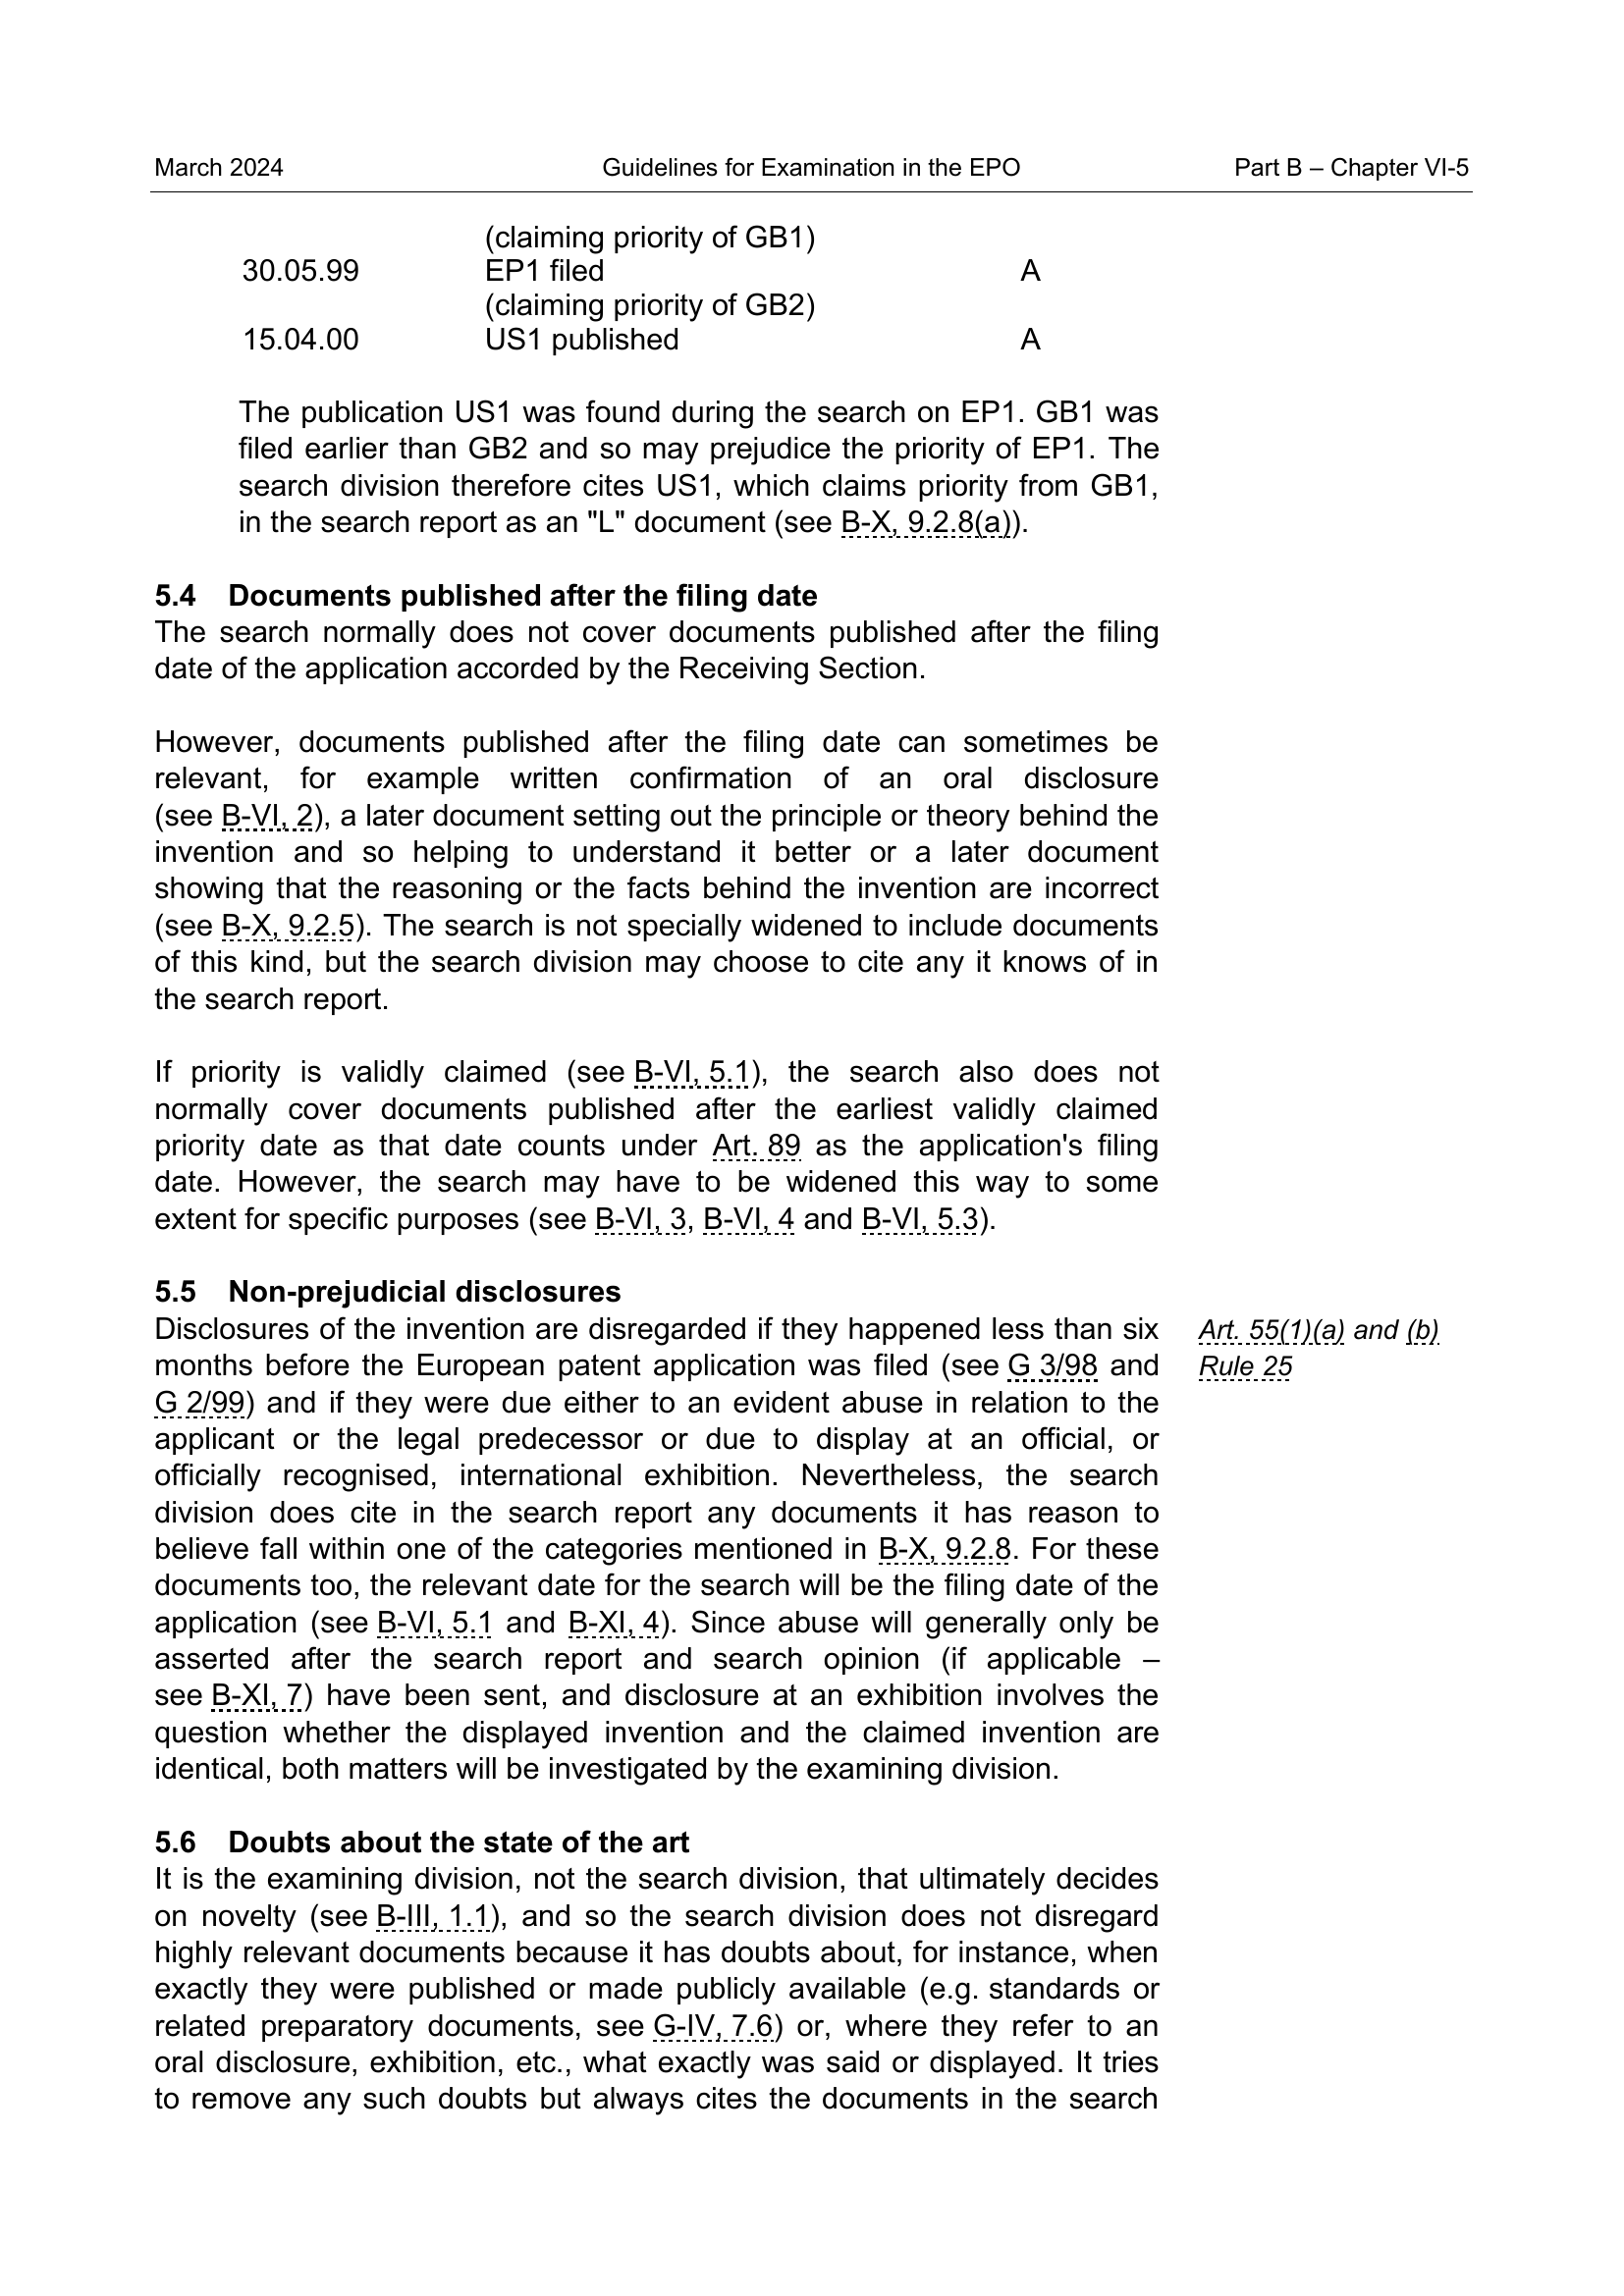 March 2024 Guidelines for Examination in the EPO Part B – Chapter VI-5
(claiming priority of GB1)
30.05.99 EP1 filed A
(claiming priority of GB2)
15.04.00 US1 published A
The publication US1 was found during the search on EP1. GB1 was
filed earlier than GB2 and so may prejudice the priority of EP1. The
search division therefore cites US1, which claims priority from GB1,
in the search report as an "L" document (see B-X, 9.2.8(a)).
5.4 Documents published after the filing date
The search normally does not cover documents published after the filing
date of the application accorded by the Receiving Section.
However, documents published after the filing date can sometimes be
relevant, for example written confirmation of an oral disclosure
(see B-VI, 2), a later document setting out the principle or theory behind the
invention and so helping to understand it better or a later document
showing that the reasoning or the facts behind the invention are incorrect
(see B-X, 9.2.5). The search is not specially widened to include documents
of this kind, but the search division may choose to cite any it knows of in
the search report.
If priority is validly claimed (see B-VI, 5.1), the search also does not
normally cover documents published after the earliest validly claimed
priority date as that date counts under Art. 89 as the application's filing
date. However, the search may have to be widened this way to some
extent for specific purposes (see B-VI, 3, B-VI, 4 and B-VI, 5.3).
5.5 Non-prejudicial disclosures
Disclosures of the invention are disregarded if they happened less than six
months before the European patent application was filed (see G 3/98 and
G 2/99) and if they were due either to an evident abuse in relation to the
applicant or the legal predecessor or due to display at an official, or
officially recognised, international exhibition. Nevertheless, the search
division does cite in the search report any documents it has reason to
believe fall within one of the categories mentioned in B-X, 9.2.8. For these
documents too, the relevant date for the search will be the filing date of the
application (see B-VI, 5.1 and B-XI, 4). Since abuse will generally only be
asserted after the search report and search opinion (if applicable –
see B-XI, 7) have been sent, and disclosure at an exhibition involves the
question whether the displayed invention and the claimed invention are
identical, both matters will be investigated by the examining division.
Art. 55(1)(a) and (b)
Rule 25
5.6 Doubts about the state of the art
It is the examining division, not the search division, that ultimately decides
on novelty (see B-III, 1.1), and so the search division does not disregard
highly relevant documents because it has doubts about, for instance, when
exactly they were published or made publicly available (e.g. standards or
related preparatory documents, see G-IV, 7.6) or, where they refer to an
oral disclosure, exhibition, etc., what exactly was said or displayed. It tries
to remove any such doubts but always cites the documents in the search